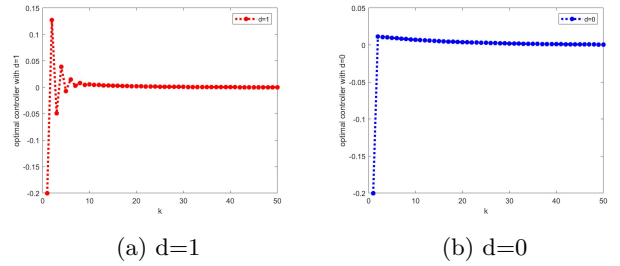 0.15
0.1
0.05
0
-0.05
-0.1
-0.15
-0.2
0 10 20 30 40 50
k
optimal controller with d=1
d=1
(a) d=1
0.05
0
-0.05
-0.1
-0.15
-0.2
0 10 20 30 40 50
k
optimal controller with d=0
d=0
(b) d=0